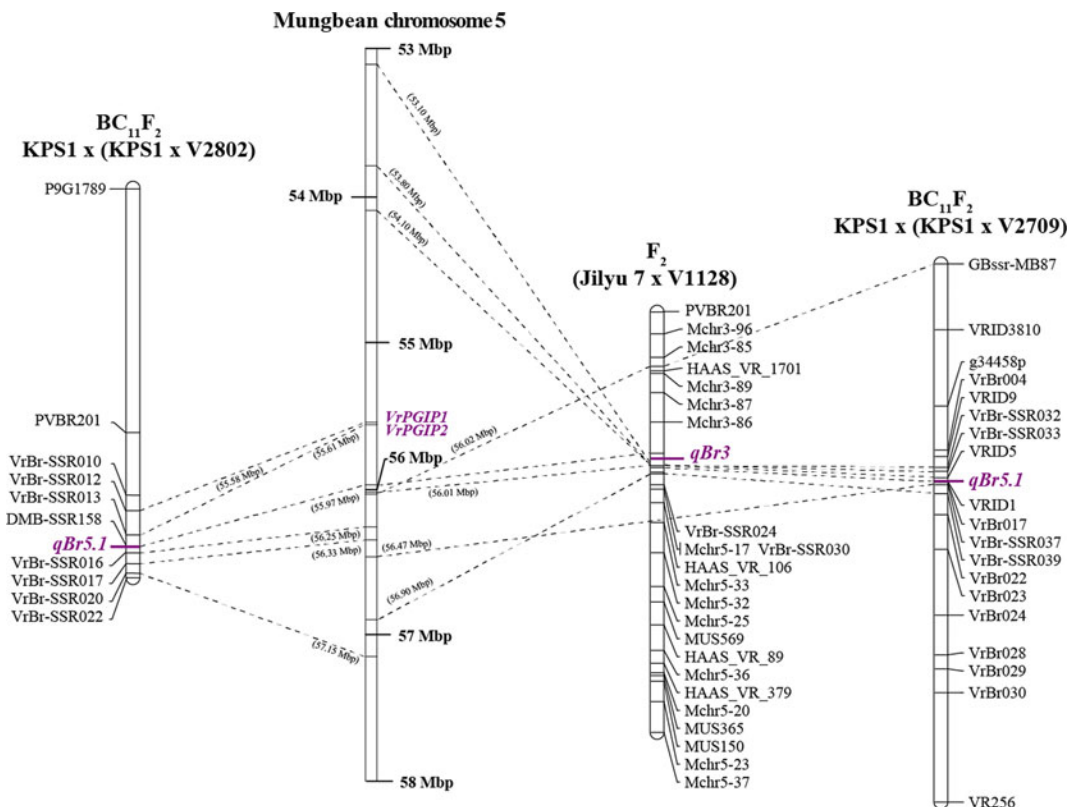 Mungbean chromosome 5
53 Mbp
54 Mbp
55 Mbp
VrPGIP1
VrPGIP2
56 Mbp
57 Mbp
58 Mbp
(53.10 Mbp)
(53.80 Mbp)
(54.10 Mbp)
(55.58 Mbp)
(55.61 Mbp)
(56.02 Mbp)
(55.97 Mbp)
(56.01 Mbp)
(56.25 Mbp)
(56.33 Mbp)
(56.47 Mbp)
(56.90 Mbp)
(57.15 Mbp)
BC11F2
KPS1 x (KPS1 x V2802)
P9G1789
PVBR201
VrBr-SSR010
VrBr-SSR012
VrBr-SSR013
DMB-SSR158
qBr5.1
VrBr-SSR016
VrBr-SSR017
VrBr-SSR020
VrBr-SSR022
F2
(Jilyu 7 x V1128)
PVBR201
Mchr3-96
Mchr3-85
HAAS_VR_1701
Mchr3-89
Mchr3-87
Mchr3-86
qBr3
VrBr-SSR024
Mchr5-17 VrBr-SSR030
HAAS_VR_106
Mchr5-33
Mchr5-32
Mchr5-25
MUS569
HAAS_VR_89
Mchr5-36
HAAS_VR_379
Mchr5-20
MUS365
MUS150
Mchr5-23
Mchr5-37
BC11F2
KPS1 x (KPS1 x V2709)
GBssr-MB87
VRID3810
g34458p
VrBr004
VRID9
VrBr-SSR032
VrBr-SSR033
VRID5
qBr5.1
VRID1
VrBr017
VrBr-SSR037
VrBr-SSR039
VrBr022
VrBr023
VrBr024
VrBr028
VrBr029
VrBr030
VR256